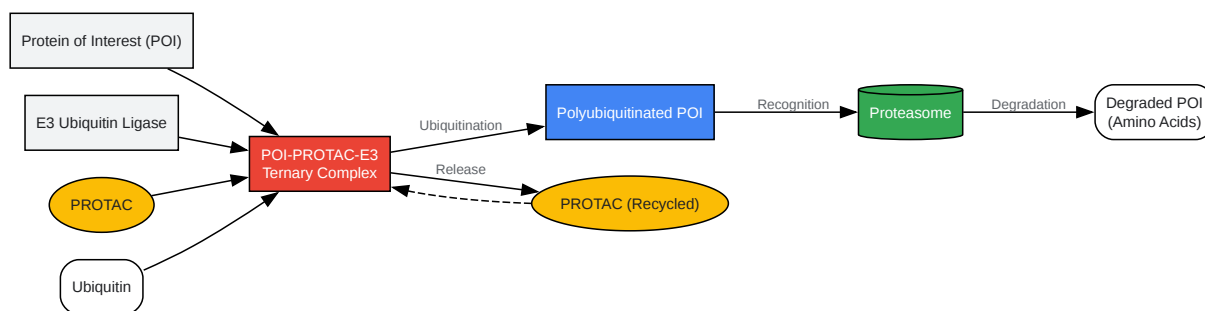 Protein of Interest (POI)
E3 Ubiquitin Ligase
PROTAC
Ubiquitin
POI-PROTAC-E3
Ternary Complex
Ubiquitination
Release
Polyubiquitinated POI
PROTAC (Recycled)
Recognition
Proteasome
Degradation
Degraded POI
(Amino Acids)